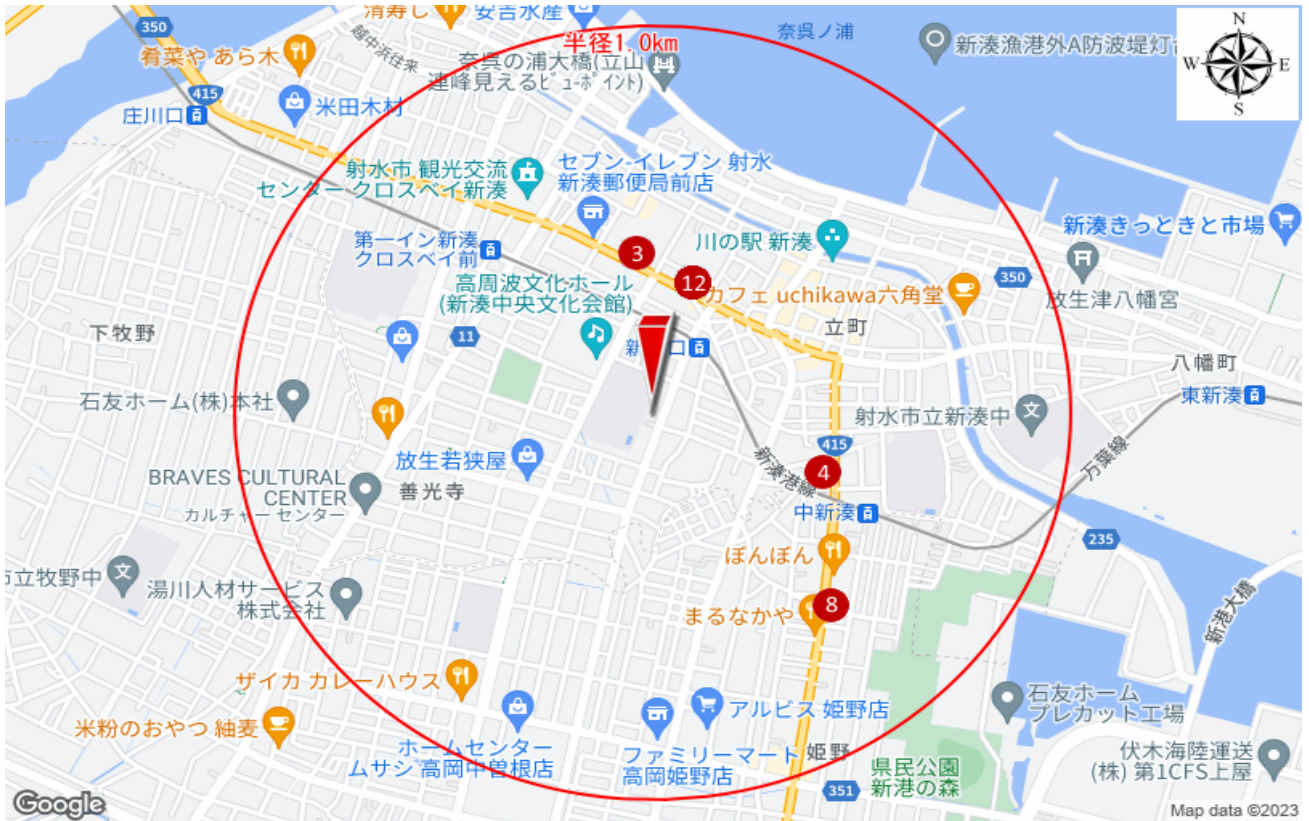 清寿し
安吉水産
350
越中浜往来
半径1.0km
奈呉ノ浦
新湊漁港外A防波堤灯台
N
W
E
S
肴菜や あら木
奈呉の浦大橋(立山
連峰見えるビューポイント)
415
米田木村
庄川口
射水市 観光交流
センター クロスベイ新湊
セブン-イレブン 射水
新湊郵便局前店
第一イン新湊
クロスベイ前
3
川の駅 新湊
新湊きっときと市場
高周波文化ホール
(新湊中央文化会館)
12
カフェ uchikawa六角堂
350
放生津八幡宮
下牧野
11
新
口
立町
八幡町
石友ホーム(株)本社
射水市立新湊中
東新湊
415
放生若狭屋
新湊港線
4
万葉線
BRAVES CULTURAL
CENTER
カルチャー センター
善光寺
中新湊
235
ぼんぼん
市立牧野中
湯川人材サービス
株式会社
まるなかや
8
新港大橋
ザイカ カレーハウス
アルビス 姫野店
石友ホーム
プレカット工場
米粉のおやつ 紬麦
ホームセンター
ムサシ 高岡中曽根店
ファミリーマート
高岡姫野店
姫野
県民公園
新港の森
伏木海陸運送
(株) 第1CFS上屋
351
Google
Map data ©2023